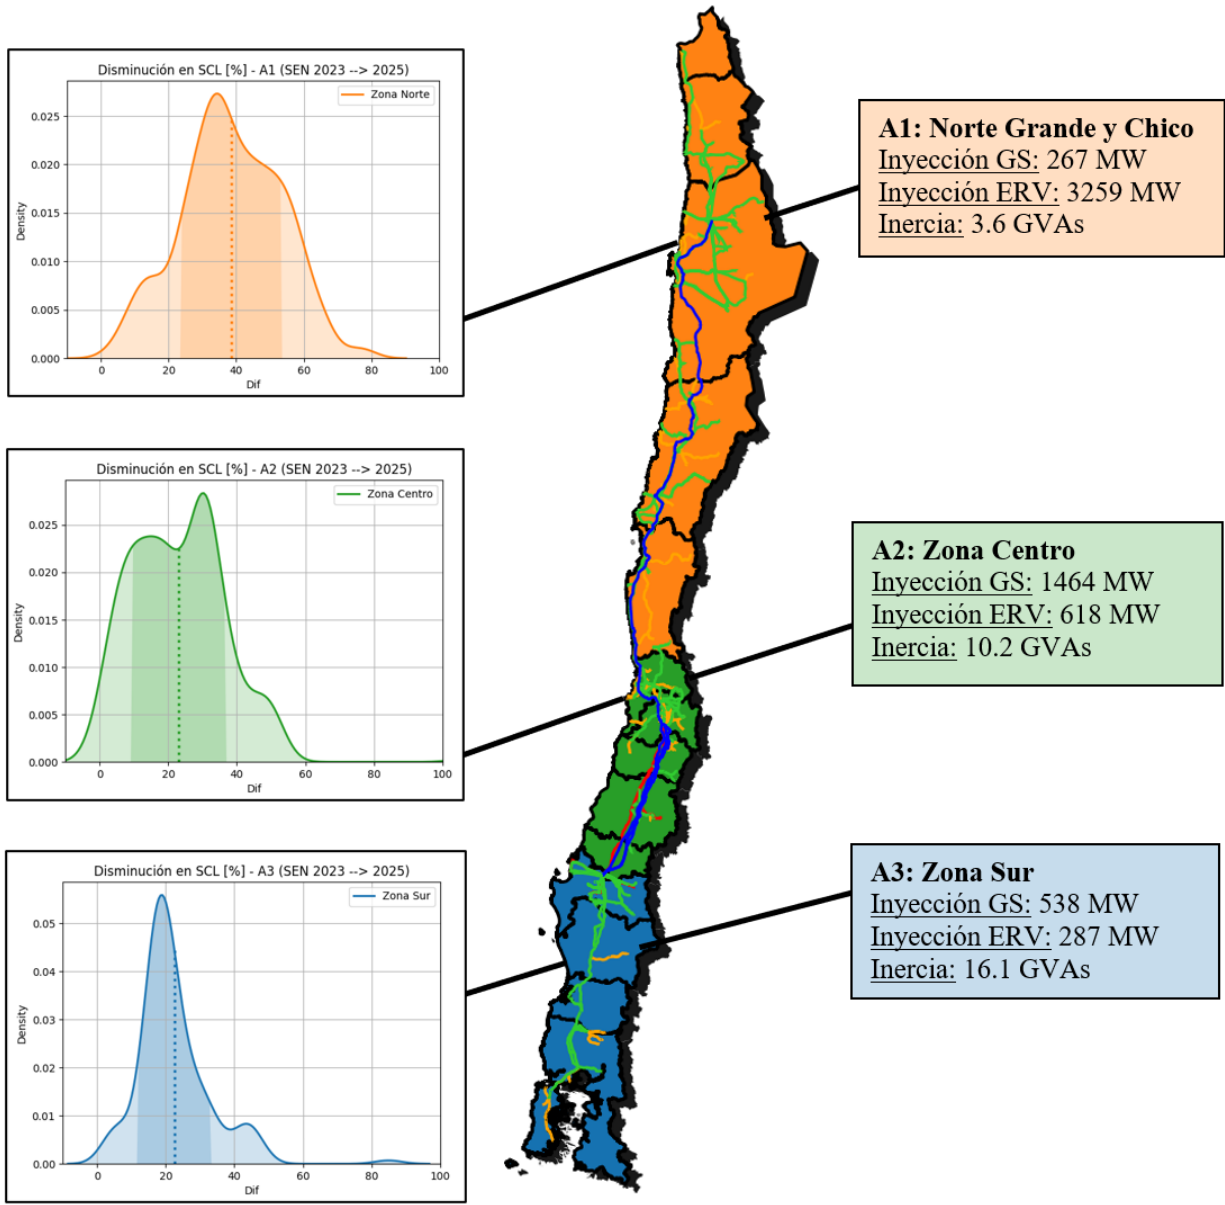 Disminución en SCL [%] - A1 (SEN 2023 --> 2025)
Zona Norte
Density
0.025
0.020
0.015
0.010
0.005
0.000
0
20
40
60
80
100
Dif
A1: Norte Grande y Chico
Inyección GS: 267 MW
Inyección ERV: 3259 MW
Inercia: 3.6 GVAs
Disminución en SCL [%] - A2 (SEN 2023 --> 2025)
Zona Centro
Density
0.025
0.020
0.015
0.010
0.005
0.000
0
20
40
60
80
100
Dif
A2: Zona Centro
Inyección GS: 1464 MW
Inyección ERV: 618 MW
Inercia: 10.2 GVAs
Disminución en SCL [%] - A3 (SEN 2023 --> 2025)
Zona Sur
Density
0.05
0.04
0.03
0.02
0.01
0.00
0
20
40
60
80
100
Dif
A3: Zona Sur
Inyección GS: 538 MW
Inyección ERV: 287 MW
Inercia: 16.1 GVAs